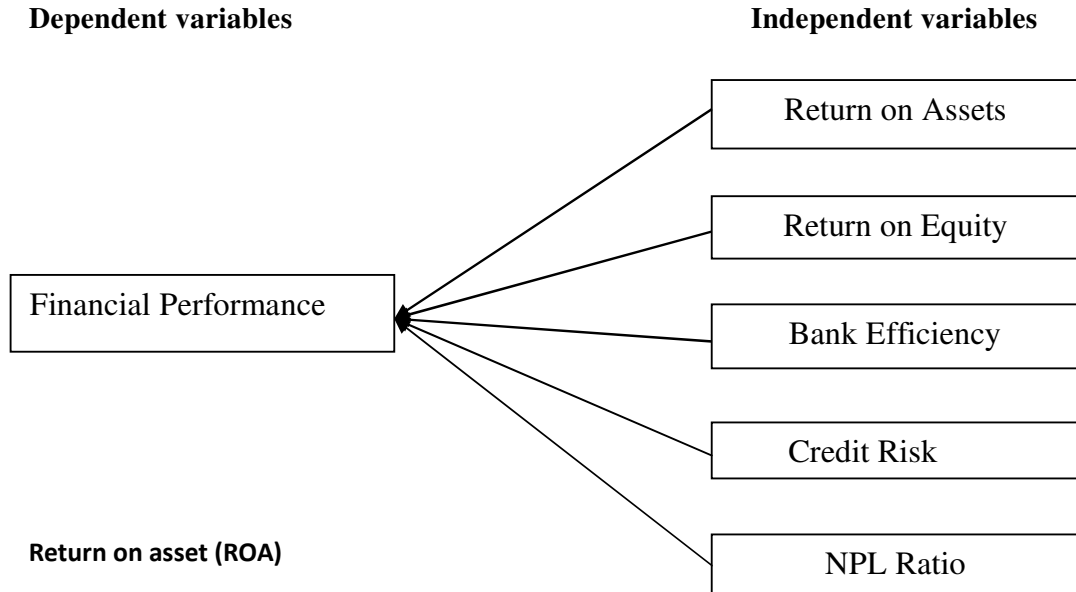 Dependent variables
Independent variables
Return on Assets
Return on Equity
Financial Performance
Bank Efficiency
Credit Risk
Return on asset (ROA)
NPL Ratio